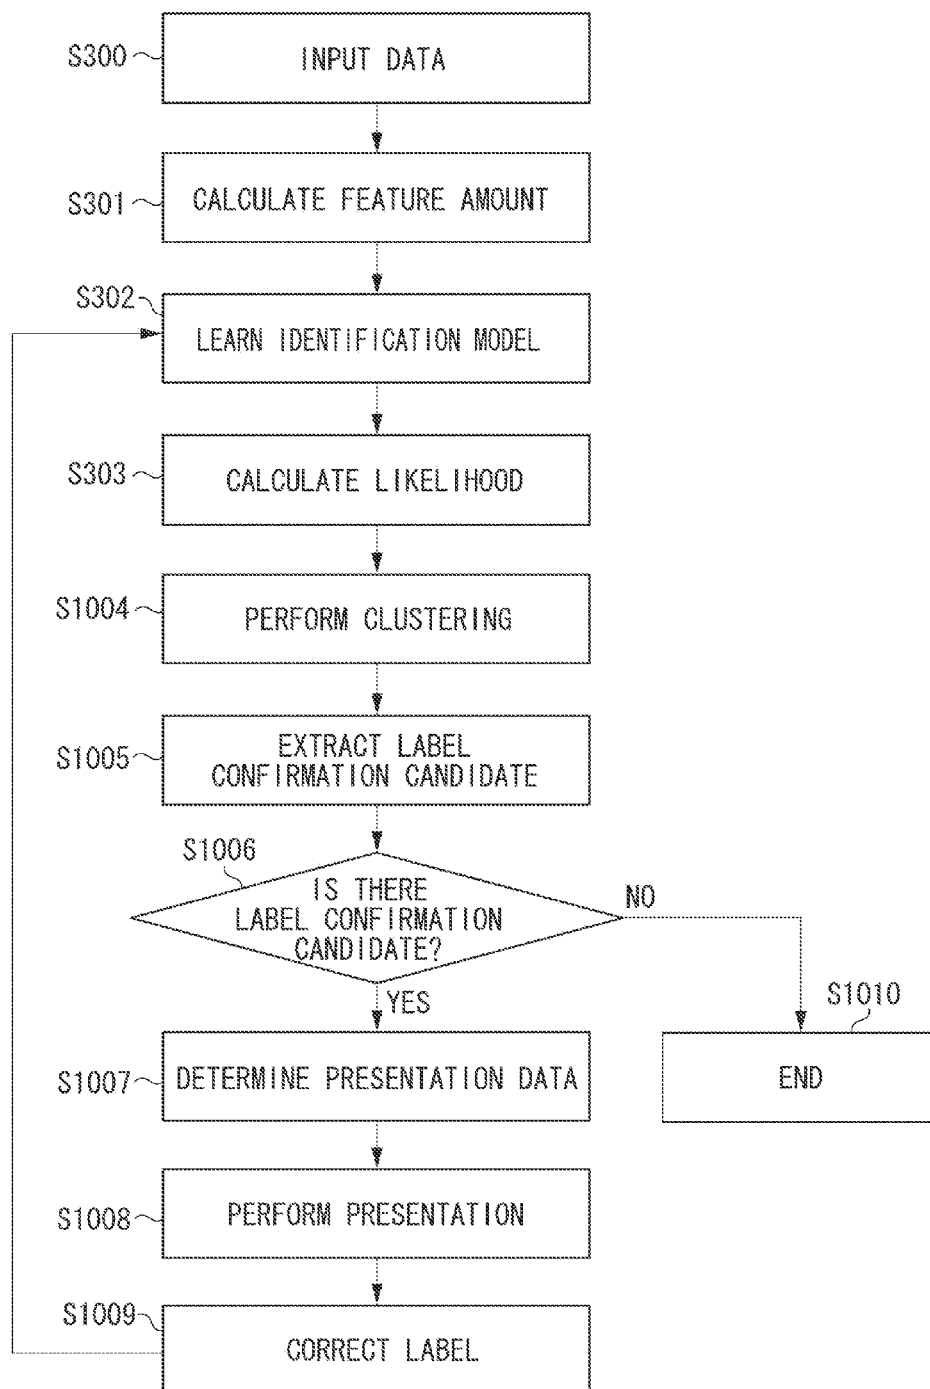 S300
INPUT DATA
S301
CALCULATE FEATURE AMOUNT
S302
LEARN IDENTIFICATION MODEL
S303
CALCULATE LIKELIHOOD
S1004
PERFORM CLUSTERING
S1005
EXTRACT LABEL
CONFIRMATION CANDIDATE
S1006
IS THERE
LABEL CONFIRMATION
CANDIDATE?
NO
YES
S1010
END
S1007
DETERMINE PRESENTATION DATA
S1008
PERFORM PRESENTATION
S1009
CORRECT LABEL